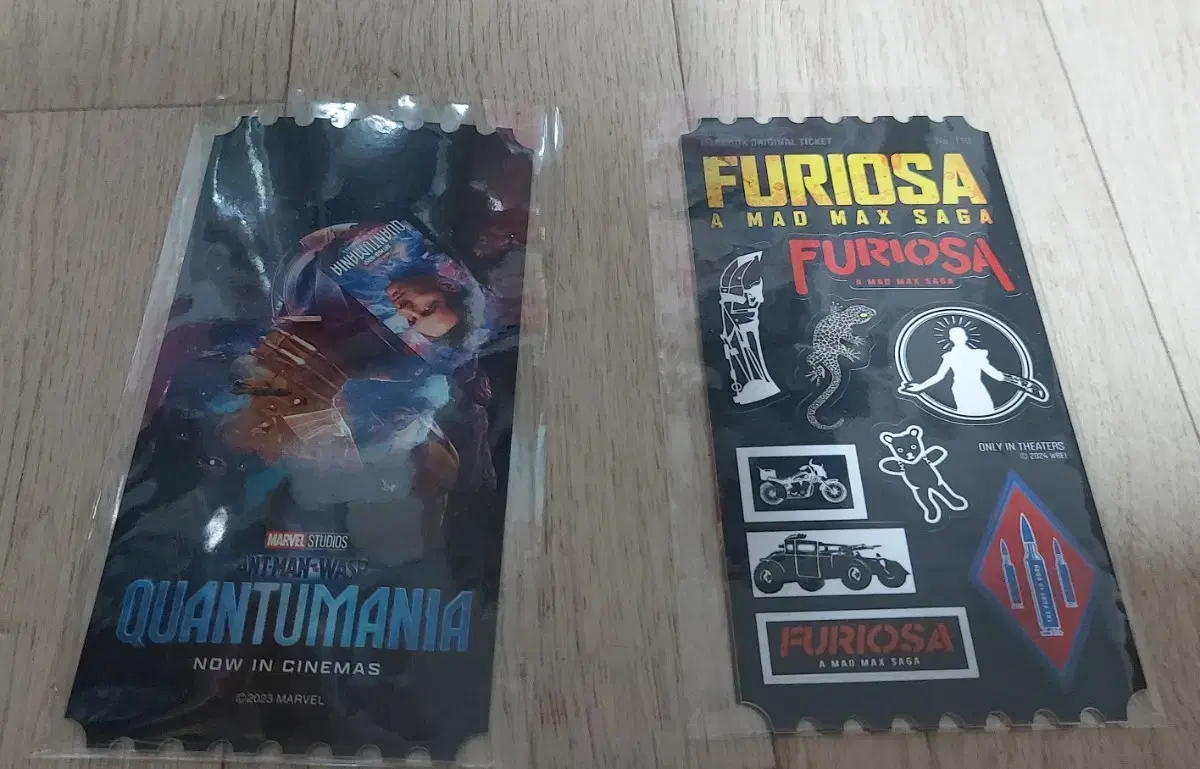 QUANTUMANIA
MARVEL STUDIOS
ANT-MAN AND THE WASP
QUANTUMANIA
NOW IN CINEMAS
©2023 MARVEL
ORIGINAL TICKET
FURIOSA
A MAD MAX SAGA
FURIOSA
A MAD MAX SAGA
ONLY IN THEATERS
© 2024 WBEI
FURIOSA
A MAD MAX SAGA